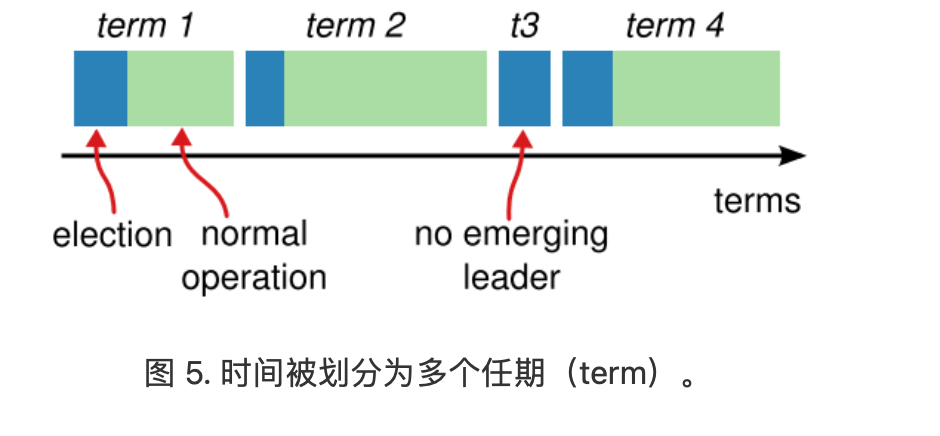 term 1 term 2 t3 term 4
terms
election normal no emerging
operation leader
图 5. 时间被划分为多个任期（term）。